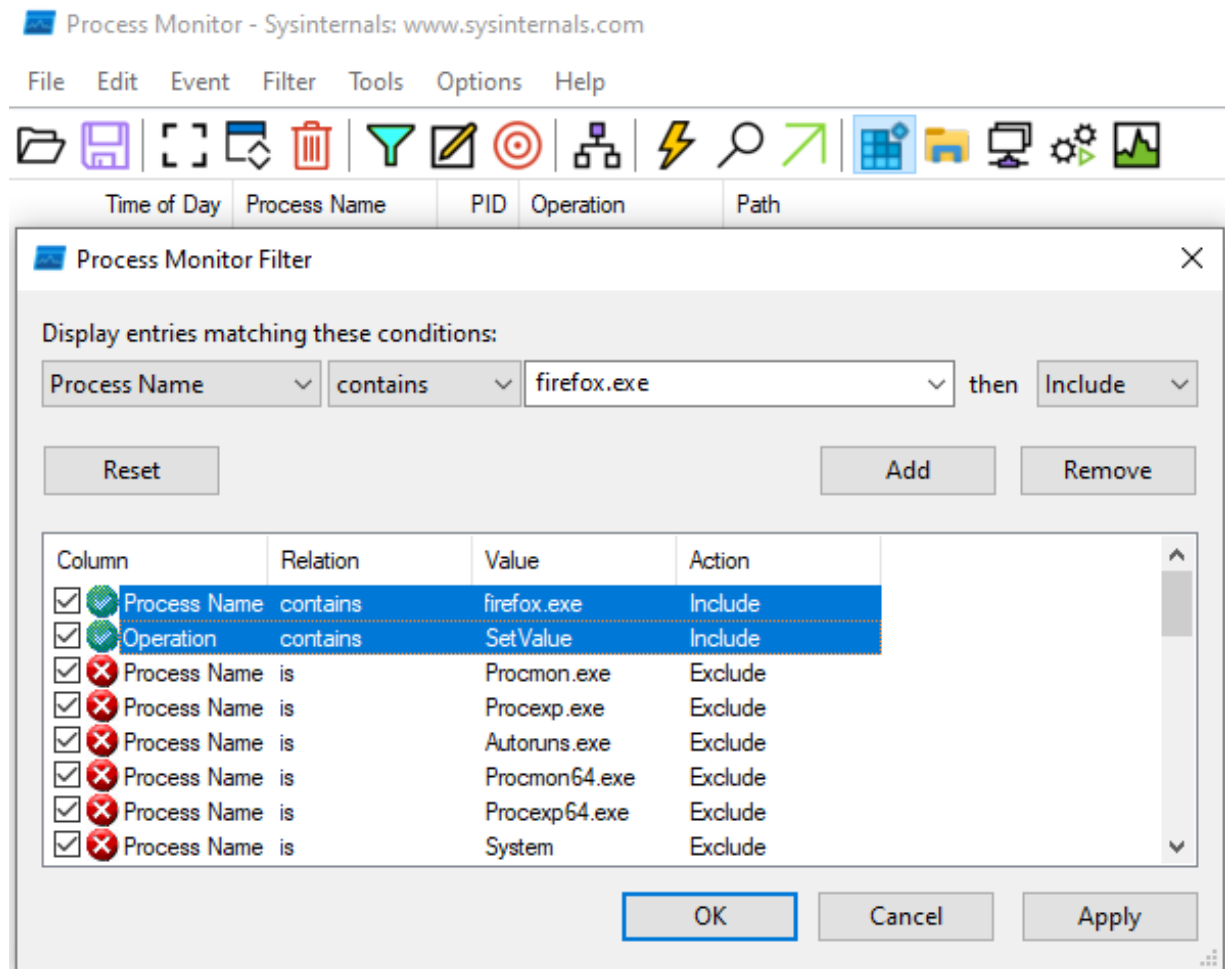 Process Monitor - Sysinternals: www.sysinternals.com
File Edit Event Filter Tools Options Help
Time of Day Process Name PID Operation Path
Process Monitor Filter
Display entries matching these conditions:
Process Name contains firefox.exe then Include
Reset Add Remove
Column Relation Value Action
Process Name contains firefox.exe Include
Operation contains SetValue Include
Process Name is Procmon.exe Exclude
Process Name is Procexp.exe Exclude
Process Name is Autoruns.exe Exclude
Process Name is Procmon64.exe Exclude
Process Name is Procexp64.exe Exclude
Process Name is System Exclude
OK Cancel Apply